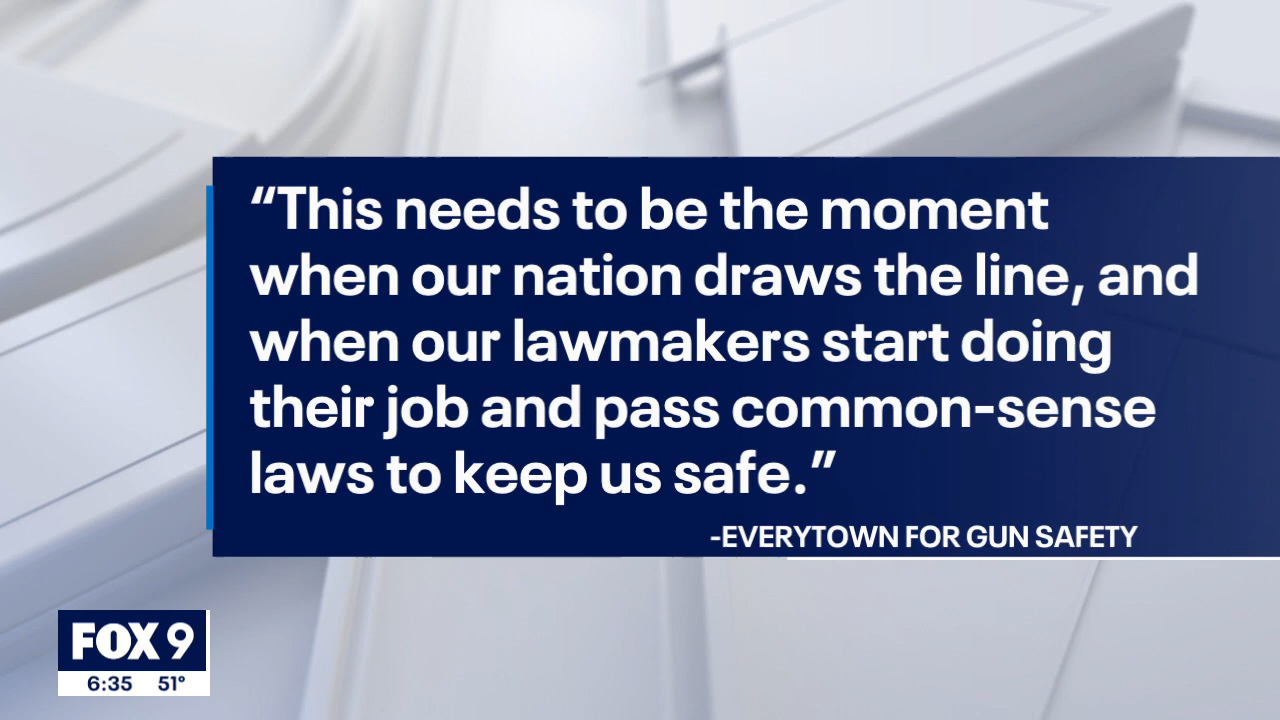 “This needs to be the moment
when our nation draws the line, and
when our lawmakers start doing
their job and pass common-sense
laws to keep us safe.”
-EVERYTOWN FOR GUN SAFETY
FOX 9
6:35 51°